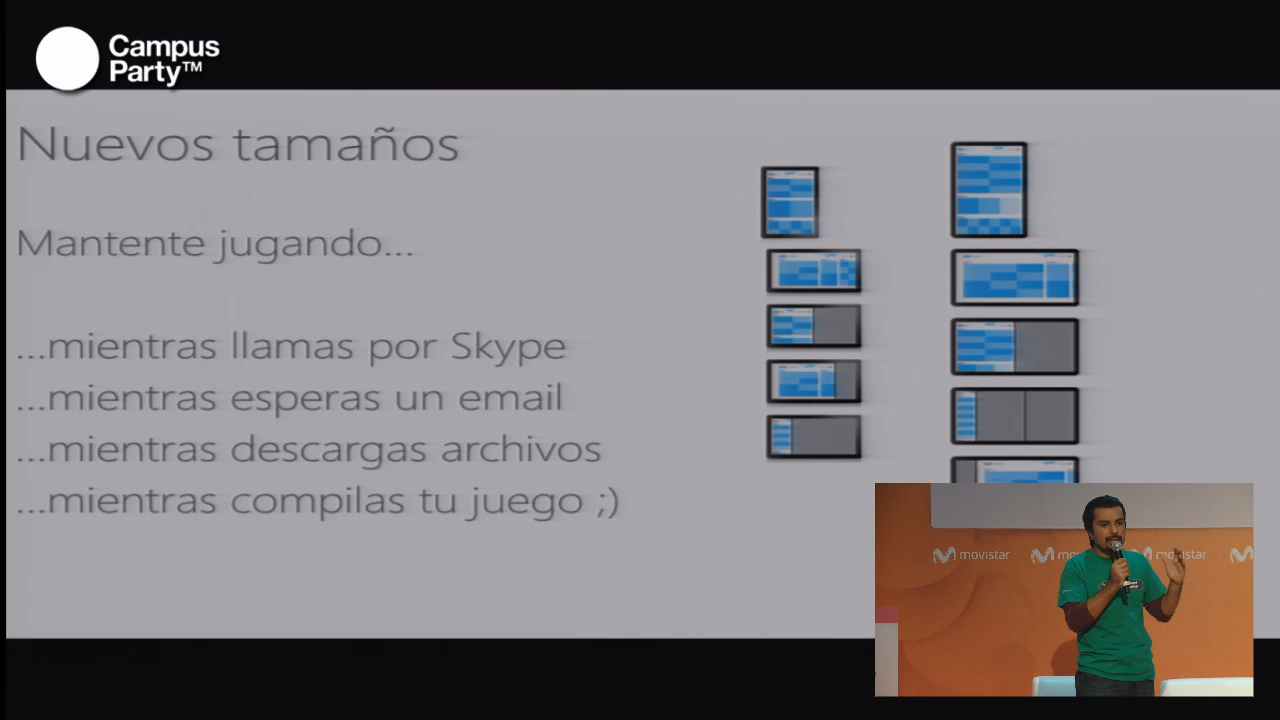 Campus
Party™
Nuevos tamaños
Mantente jugando...
...mientras llamas por Skype
...mientras esperas un email
...mientras descargas archivos
...mientras compilas tu juego ;)
movistar
movistar